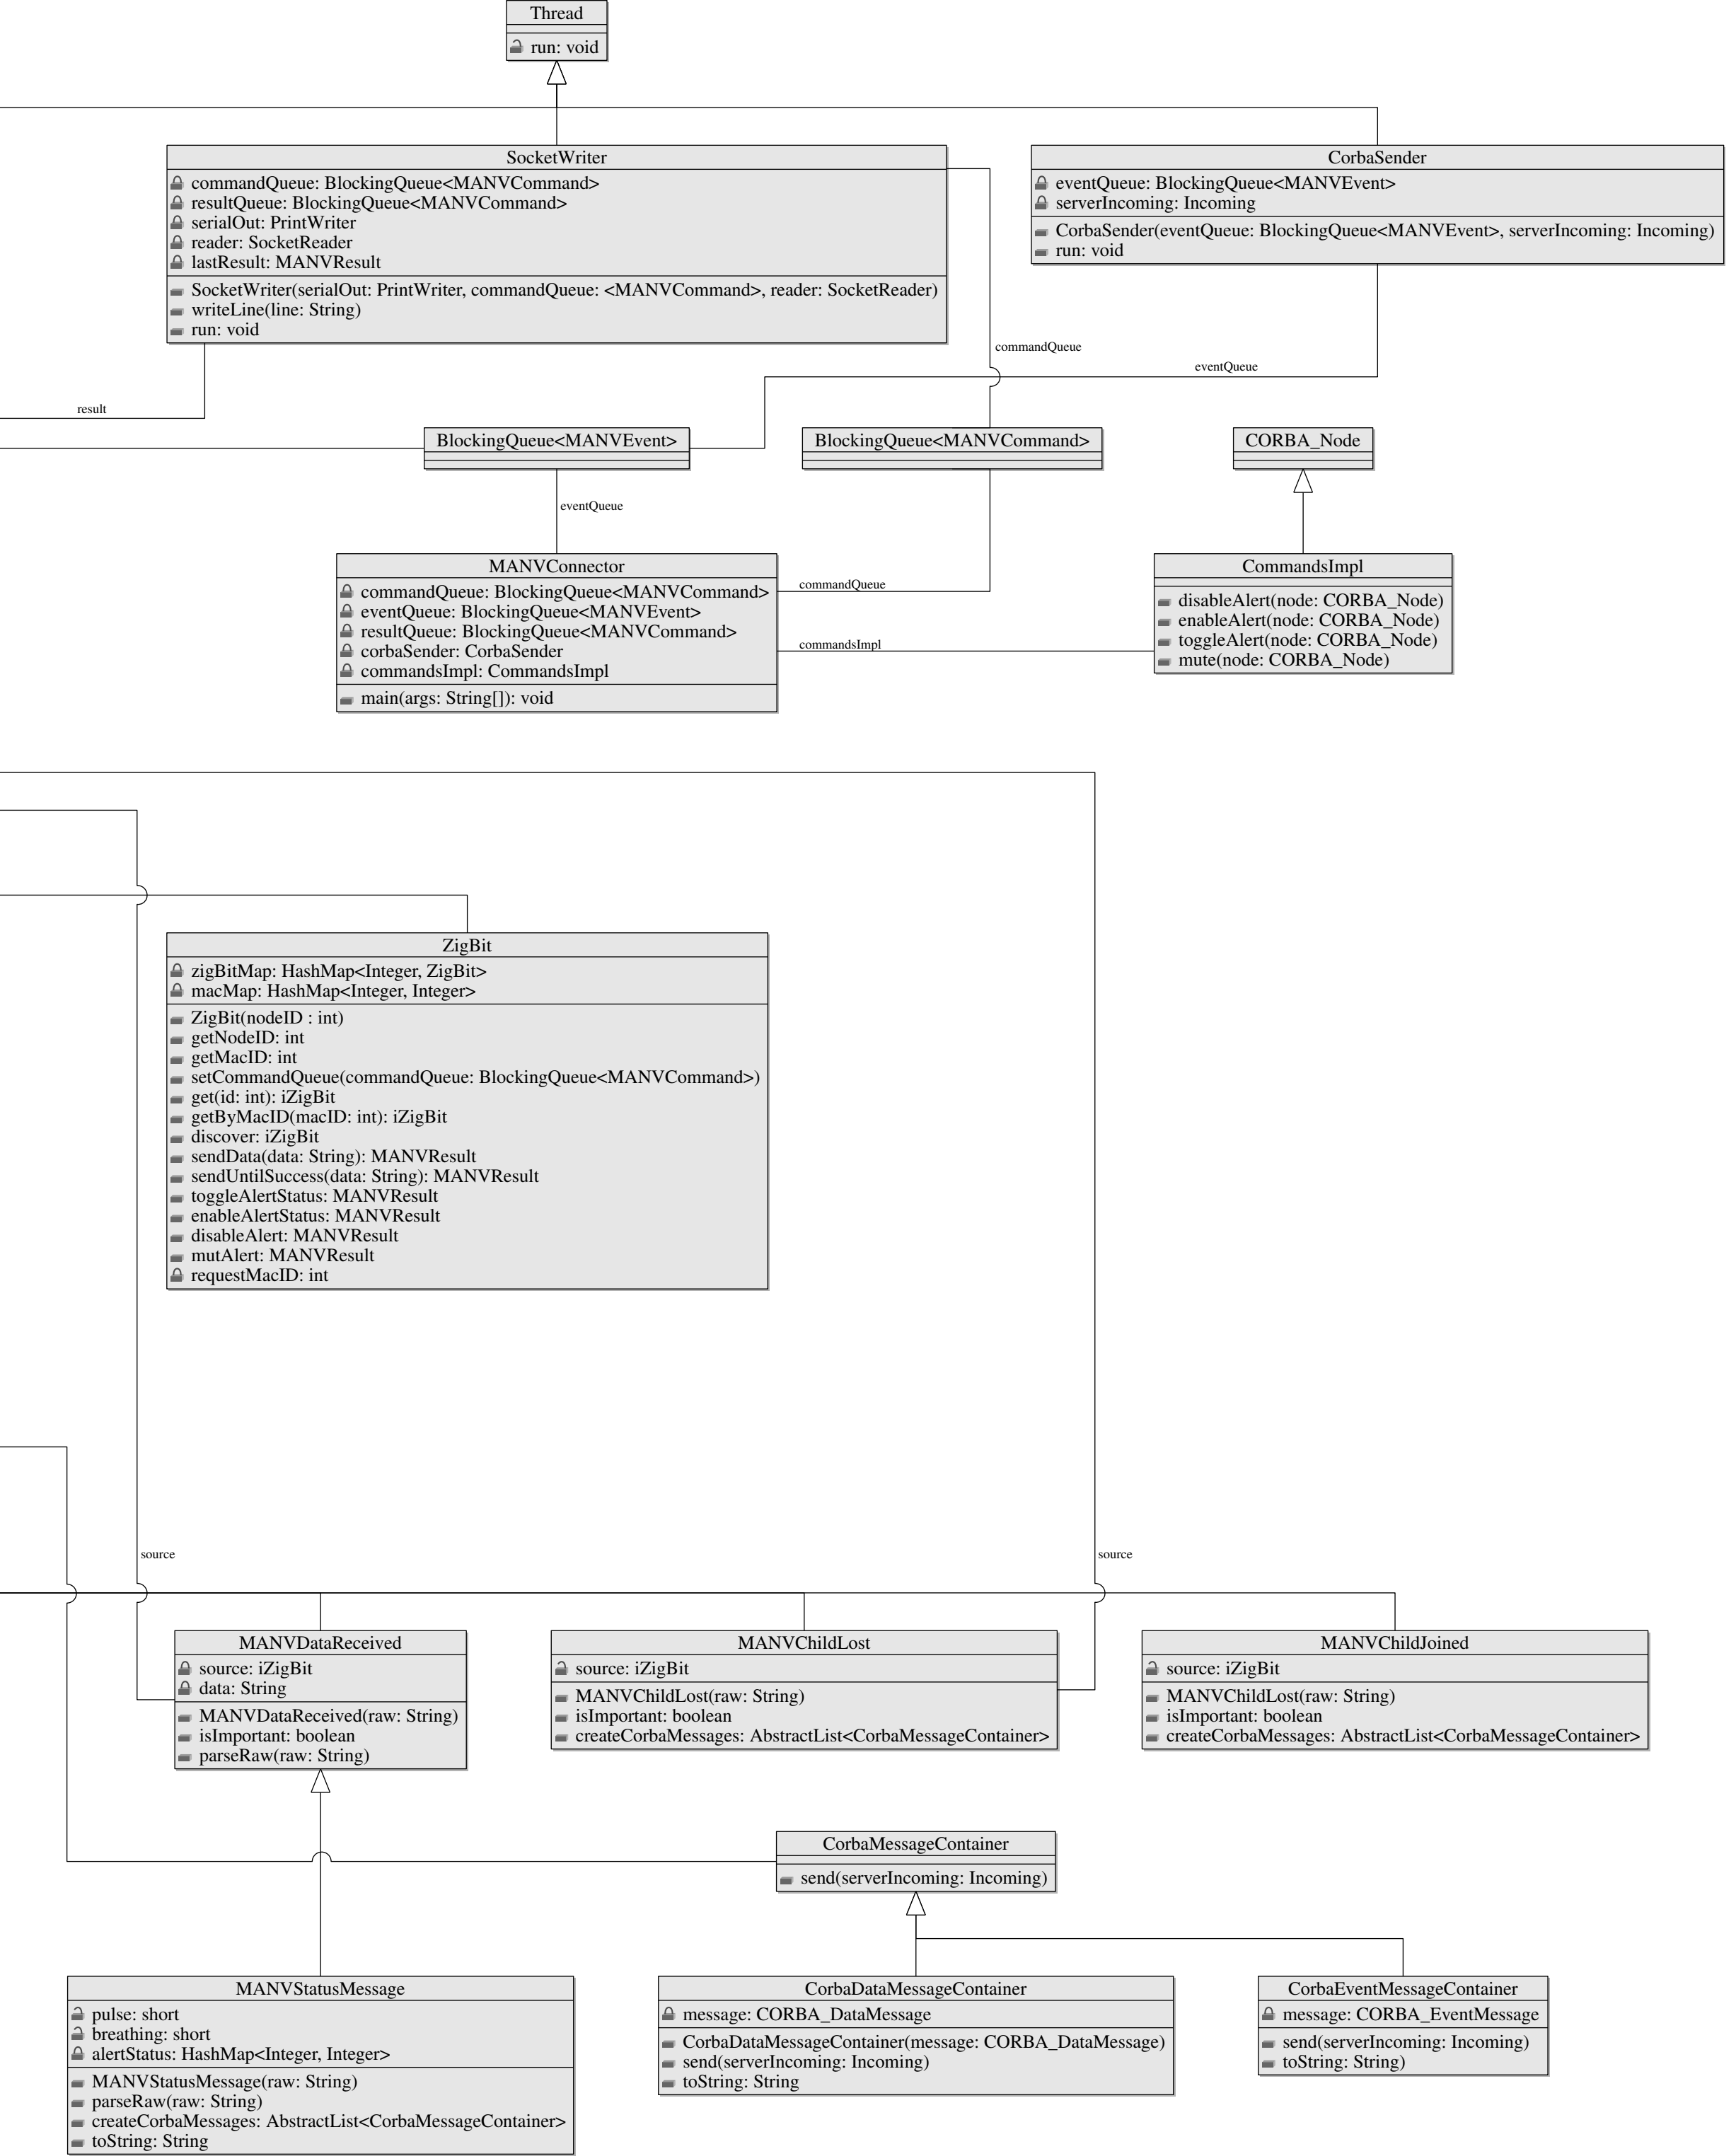 Thread
run: void
SocketWriter
commandQueue: BlockingQueue<MANVCommand>
resultQueue: BlockingQueue<MANVCommand>
serialOut: PrintWriter
reader: SocketReader
lastResult: MANVResult
SocketWriter(serialOut: PrintWriter, commandQueue: <MANVCommand>, reader: SocketReader)
writeLine(line: String)
run: void
CorbaSender
eventQueue: BlockingQueue<MANVEvent>
serverIncoming: Incoming
CorbaSender(eventQueue: BlockingQueue<MANVEvent>, serverIncoming: Incoming)
run: void
commandQueue
eventQueue
result
BlockingQueue<MANVEvent>
BlockingQueue<MANVCommand>
CORBA_Node
eventQueue
MANVConnector
commandQueue: BlockingQueue<MANVCommand>
eventQueue: BlockingQueue<MANVEvent>
resultQueue: BlockingQueue<MANVCommand>
corbaSender: CorbaSender
commandsImpl: CommandsImpl
main(args: String[]): void
commandQueue
commandsImpl
CommandsImpl
disableAlert(node: CORBA_Node)
enableAlert(node: CORBA_Node)
toggleAlert(node: CORBA_Node)
mute(node: CORBA_Node)
ZigBit
zigBitMap: HashMap<Integer, ZigBit>
macMap: HashMap<Integer, Integer>
ZigBit(nodeID : int)
getNodeID: int
getMacID: int
setCommandQueue(commandQueue: BlockingQueue<MANVCommand>)
get(id: int): iZigBit
getByMacID(macID: int): iZigBit
discover: iZigBit
sendData(data: String): MANVResult
sendUntilSuccess(data: String): MANVResult
toggleAlertStatus: MANVResult
enableAlertStatus: MANVResult
disableAlert: MANVResult
mutAlert: MANVResult
requestMacID: int
source
source
MANVDataReceived
source: iZigBit
data: String
MANVDataReceived(raw: String)
isImportant: boolean
parseRaw(raw: String)
MANVChildLost
source: iZigBit
MANVChildLost(raw: String)
isImportant: boolean
createCorbaMessages: AbstractList<CorbaMessageContainer>
MANVChildJoined
source: iZigBit
MANVChildLost(raw: String)
isImportant: boolean
createCorbaMessages: AbstractList<CorbaMessageContainer>
CorbaMessageContainer
send(serverIncoming: Incoming)
MANVStatusMessage
pulse: short
breathing: short
alertStatus: HashMap<Integer, Integer>
MANVStatusMessage(raw: String)
parseRaw(raw: String)
createCorbaMessages: AbstractList<CorbaMessageContainer>
toString: String
CorbaDataMessageContainer
message: CORBA_DataMessage
CorbaDataMessageContainer(message: CORBA_DataMessage)
send(serverIncoming: Incoming)
toString: String
CorbaEventMessageContainer
message: CORBA_EventMessage
send(serverIncoming: Incoming)
toString: String)